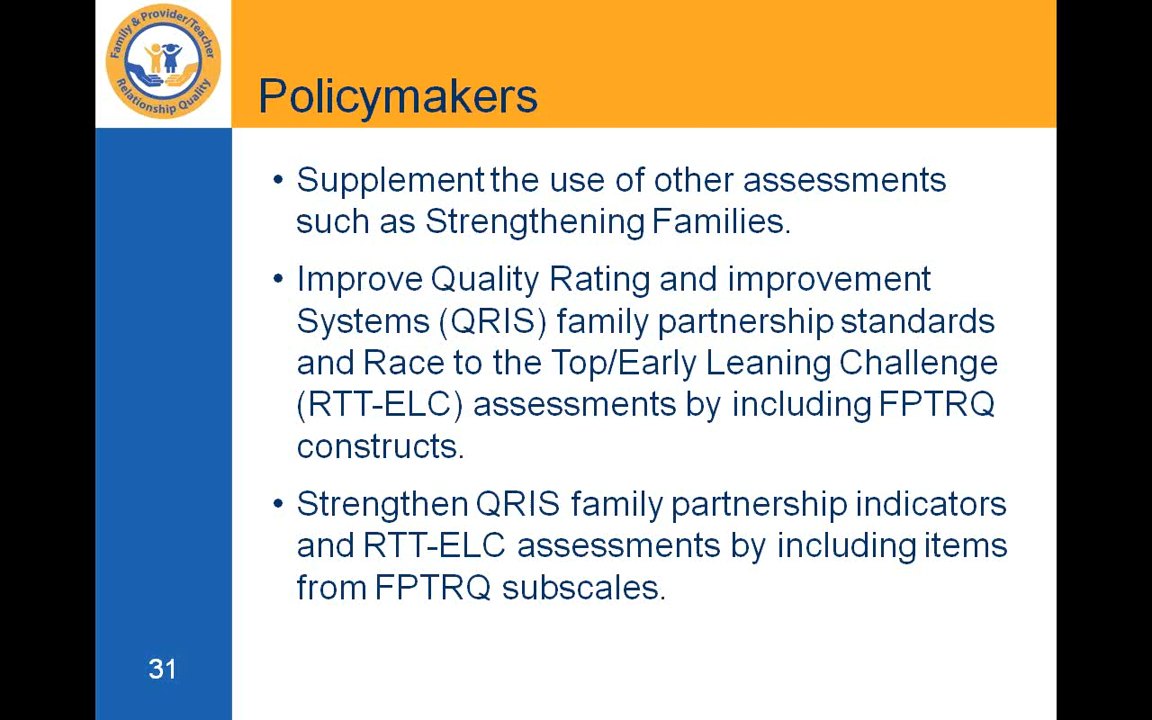 Family & Provider/Teacher
Relationship Quality
Policymakers
• Supplement the use of other assessments
such as Strengthening Families.
• Improve Quality Rating and improvement
Systems (QRIS) family partnership standards
and Race to the Top/Early Leaning Challenge
(RTT-ELC) assessments by including FPTRQ
constructs.
• Strengthen QRIS family partnership indicators
and RTT-ELC assessments by including items
from FPTRQ subscales.
31